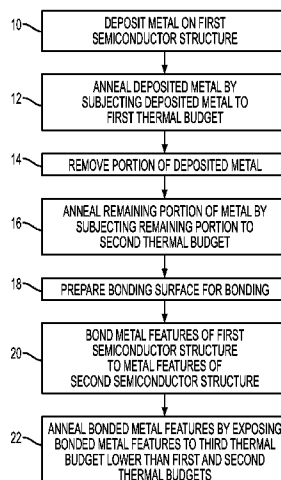 10
DEPOSIT METAL ON FIRST
SEMICONDUCTOR STRUCTURE
12
ANNEAL DEPOSITED METAL BY
SUBJECTING DEPOSITED METAL TO
FIRST THERMAL BUDGET
14
REMOVE PORTION OF DEPOSITED METAL
16
ANNEAL REMAINING PORTION OF METAL BY
SUBJECTING REMAINING PORTION TO
SECOND THERMAL BUDGET
18
PREPARE BONDING SURFACE FOR BONDING
20
BOND METAL FEATURES OF FIRST
SEMICONDUCTOR STRUCTURE
TO METAL FEATURES OF
SECOND SEMICONDUCTOR STRUCTURE
22
ANNEAL BONDED METAL FEATURES BY EXPOSING
BONDED METAL FEATURES TO THIRD THERMAL
BUDGET LOWER THAN FIRST AND SECOND
THERMAL BUDGETS